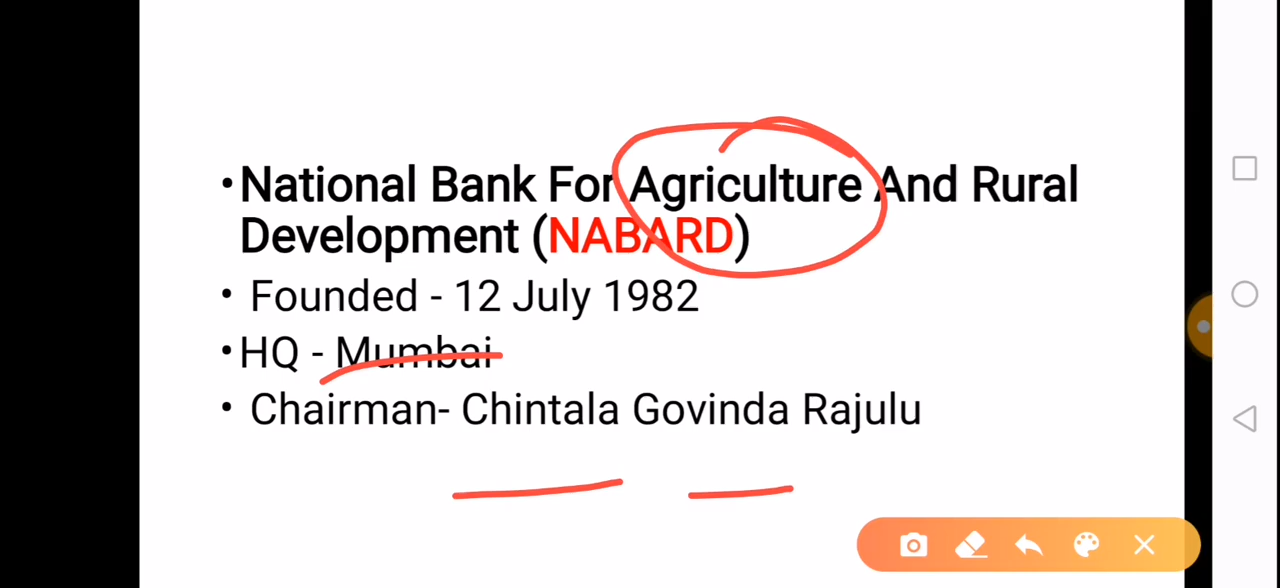 •National Bank For Agriculture And Rural
Development (NABARD)
• Founded - 12 July 1982
•HQ - Mumbai
• Chairman- Chintala Govinda Rajulu